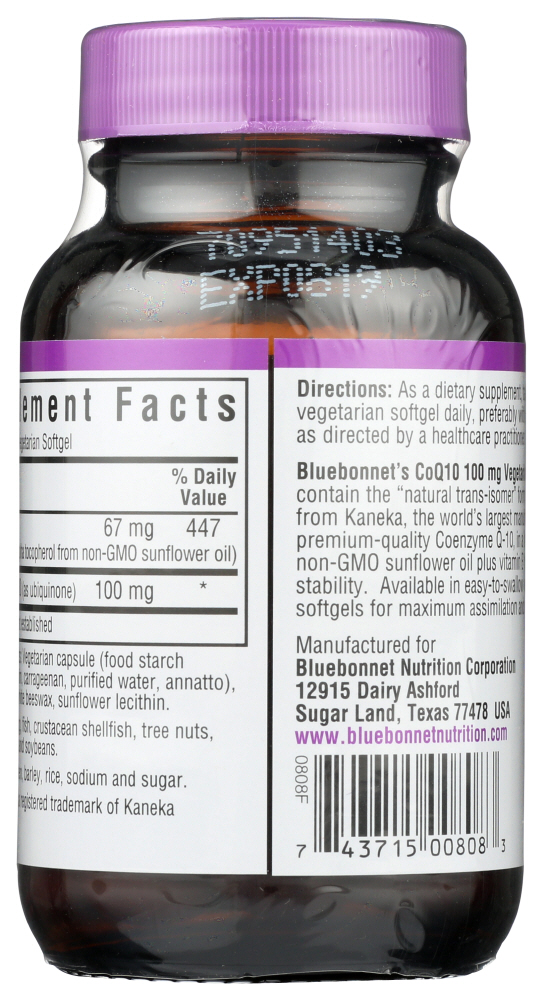 70951403
EXP0819
ement Facts
egetarian Softgel
% Daily
Value
67 mg 447
tocopherol from non-GMO sunflower oil)
(as ubiquinone) 100 mg *
established
Vegetarian capsule (food starch
carrageenan, purified water, annatto),
beeswax, sunflower lecithin.
fish, crustacean shellfish, tree nuts,
soybeans.
barley, rice, sodium and sugar.
registered trademark of Kaneka
Directions: As a dietary supplement,
vegetarian softgel daily, preferably
as directed by a healthcare practitione
Bluebonnet's CoQ10 100 mg Vegeta
contain the "natural trans-isomer"
from Kaneka, the world's largest
premium-quality Coenzyme Q-10,
non-GMO sunflower oil plus vitamin E
stability. Available in easy-to-swallow
softgels for maximum assimilation
Manufactured for
Bluebonnet Nutrition Corporation
12915 Dairy Ashford
Sugar Land, Texas 77478 USA
www.bluebonnetnutrition.com
0808F
7 43715 00808 3